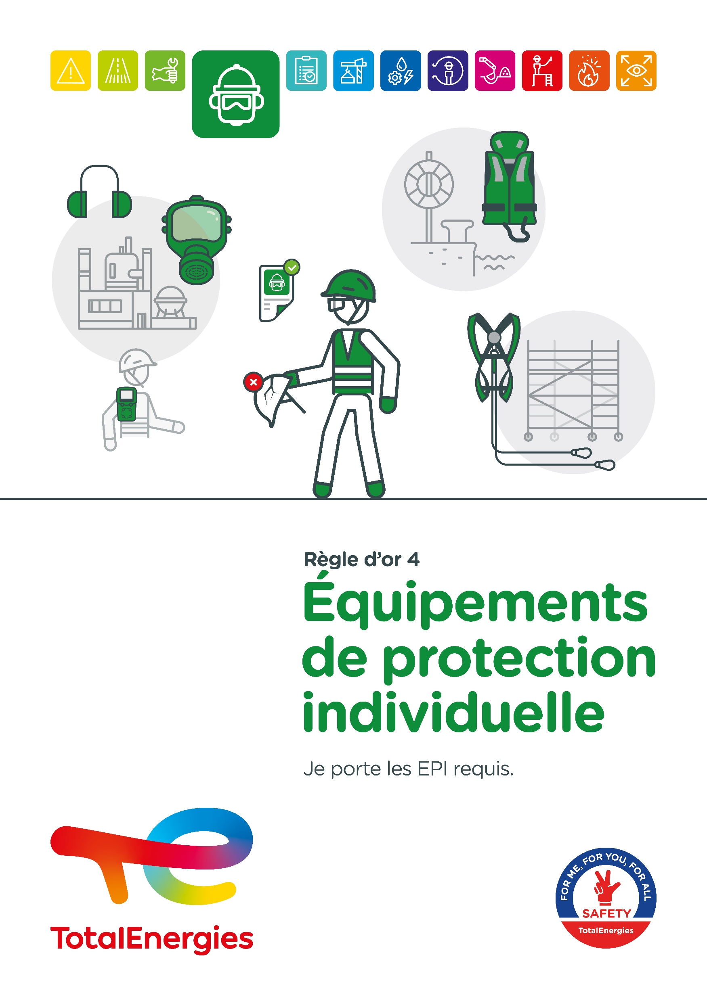 Règle d’or 4
Équipements
de protection
individuelle
Je porte les EPI requis.
TotalEnergies
FOR ME, FOR YOU, FOR ALL
SAFETY
TotalEnergies